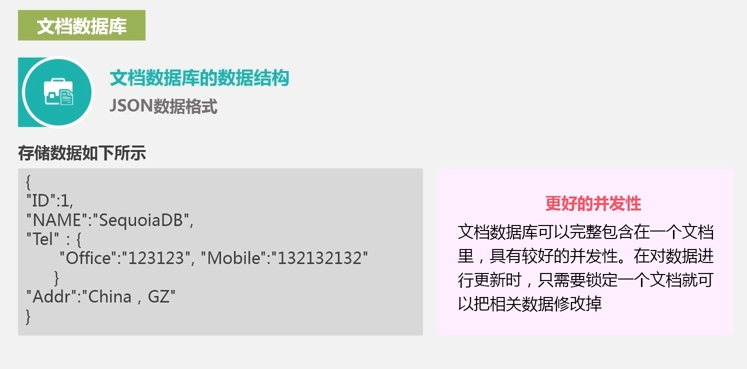 文档数据库
文档数据库的数据结构
JSON数据格式
存储数据如下所示
{
"ID":1,
"NAME":"SequoiaDB",
"Tel"：{
"Office":"123123", "Mobile":"132132132"
}
"Addr":"China，GZ"
}
更好的并发性
文档数据库可以完整包含在一个文档
里，具有较好的并发性。在对数据进
行更新时，只需要锁定一个文档就可
以把相关数据修改掉